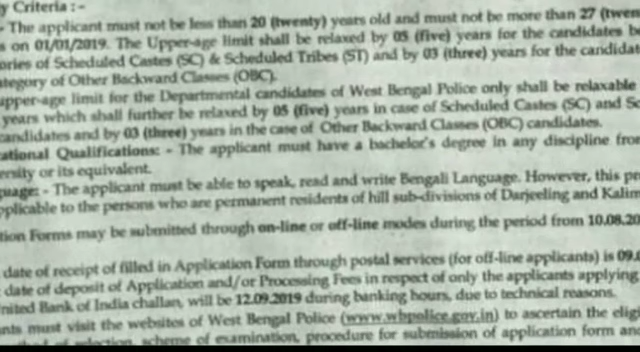 y Criteria :-
- The applicant must not be less than 20 (twenty) years old and must not be more than 27 (twen
s on 01/01/2019. The Upper-age limit shall be relaxed by 05 (five) years for the candidates b
ories of Scheduled Castes (SC) & Scheduled Tribes (ST) and by 03 (three) years for the candidat
ategory of Other Backward Classes (OBC).
upper-age limit for the Departmental candidates of West Bengal Police only shall be relaxable
years which shall further be relaxed by 05 (five) years in case of Scheduled Castes (SC) and Sc
candidates and by 03 (three) years in the case of Other Backward Classes (OBC) candidates.
ational Qualifications: - The applicant must have a bachelor's degree in any discipline from
ersity or its equivalent.
guage: - The applicant must be able to speak, read and write Bengali Language. However, this pr
pplicable to the persons who are permanent residents of hill sub-divisions of Darjeeling and Kalim
tion Forms may be submitted through on-line or off-line modes during the period from 10.08.20
date of receipt of filled in Application Form through postal services (for off-line applicants) is 09.0
date of deposit of Application and/or Processing Fees in respect of only the applicants applying
nited Bank of India challan, will be 12.09.2019 during banking hours, due to technical reasons.
nts must visit the websites of West Bengal Police (www.wbpolice.gov.in) to ascertain the eligi
of selection, scheme of examination, procedure for submission of application form an